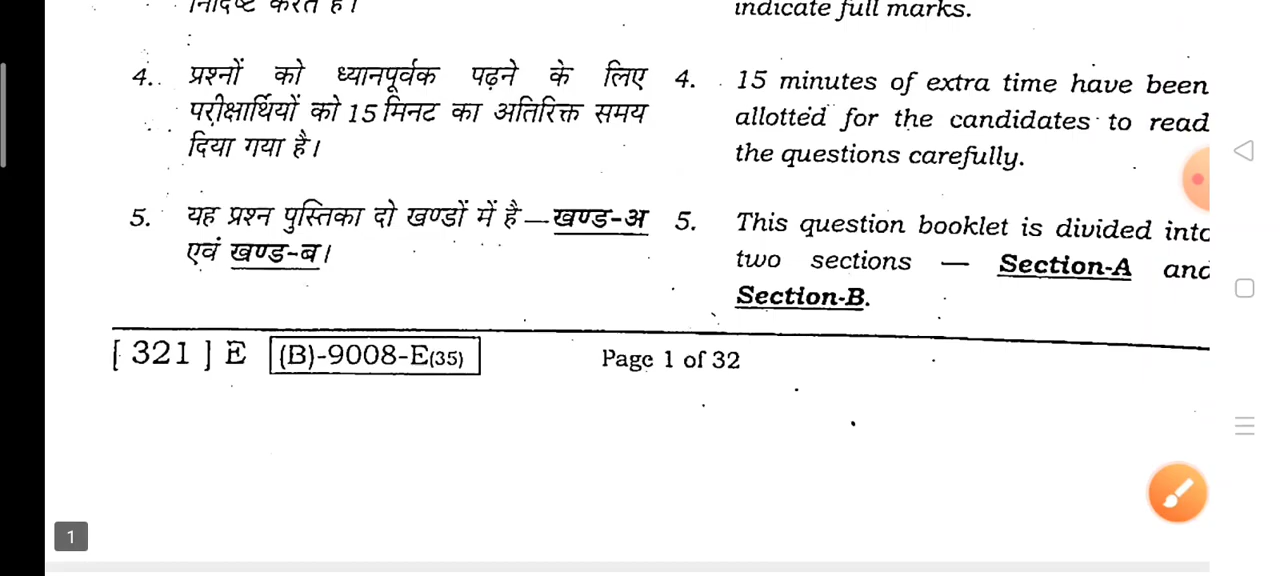 निर्दिष्ट करते हैं।
indicate full marks.
4. प्रश्नों को ध्यानपूर्वक पढ़ने के लिए
परीक्षार्थियों को 15 मिनट का अतिरिक्त समय
दिया गया है।
4. 15 minutes of extra time have been
allotted for the candidates to read
the questions carefully.
5. यह प्रश्न पुस्तिका दो खण्डों में है — खण्ड-अ
एवं खण्ड-ब।
5. This question booklet is divided into
two sections — Section-A and
Section-B.
[ 321 ] E (B)-9008-E(35) Page 1 of 32
1